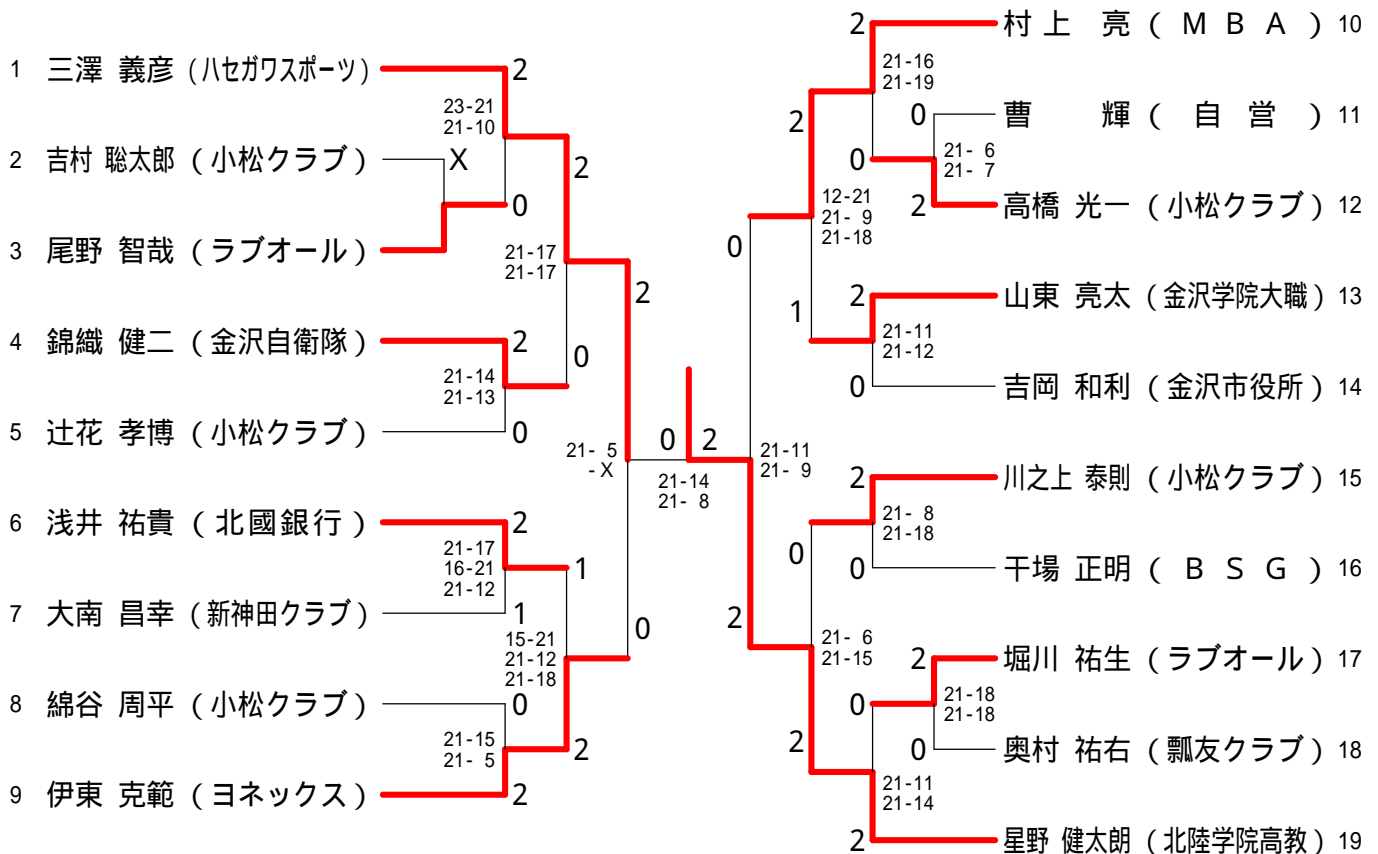 1 三澤 義彦 (ハセガワスポーツ) 2
23-21
21-10
2 吉村 聡太郎 (小松クラブ) X
2
0
3 尾野 智哉 (ラブオール)
21-17
21-17
2
4 錦織 健二 (金沢自衛隊) 2
0
21-14
21-13
5 辻花 孝博 (小松クラブ) 0
21- 5
-X
6 浅井 祐貴 (北國銀行) 2
21-17
16-21
21-12
1
7 大南 昌幸 (新神田クラブ) 1
15-21
21-12
21-18
0
8 綿谷 周平 (小松クラブ) 0
21-15
21- 5
2
9 伊東 克範 (ヨネックス) 2
0 2
21-14
21- 8
2 村上 亮 (MBA) 10
21-16
21-19
2
0 曹 輝 (自営) 11
21- 6
21- 7
0
2 高橋 光一 (小松クラブ) 12
12-21
21- 9
21-18
0
2 山東 亮太 (金沢学院大職) 13
1
21-11
21-12
0 吉岡 和利 (金沢市役所) 14
21-11
21- 9
2 川之上 泰則 (小松クラブ) 15
21- 8
21-18
0
0 干場 正明 (BSG) 16
2
21- 6
21-15
2 堀川 祐生 (ラブオール) 17
21-18
21-18
0
0 奥村 祐右 (瓢友クラブ) 18
2
21-11
21-14
2 星野 健太朗 (北陸学院高教) 19